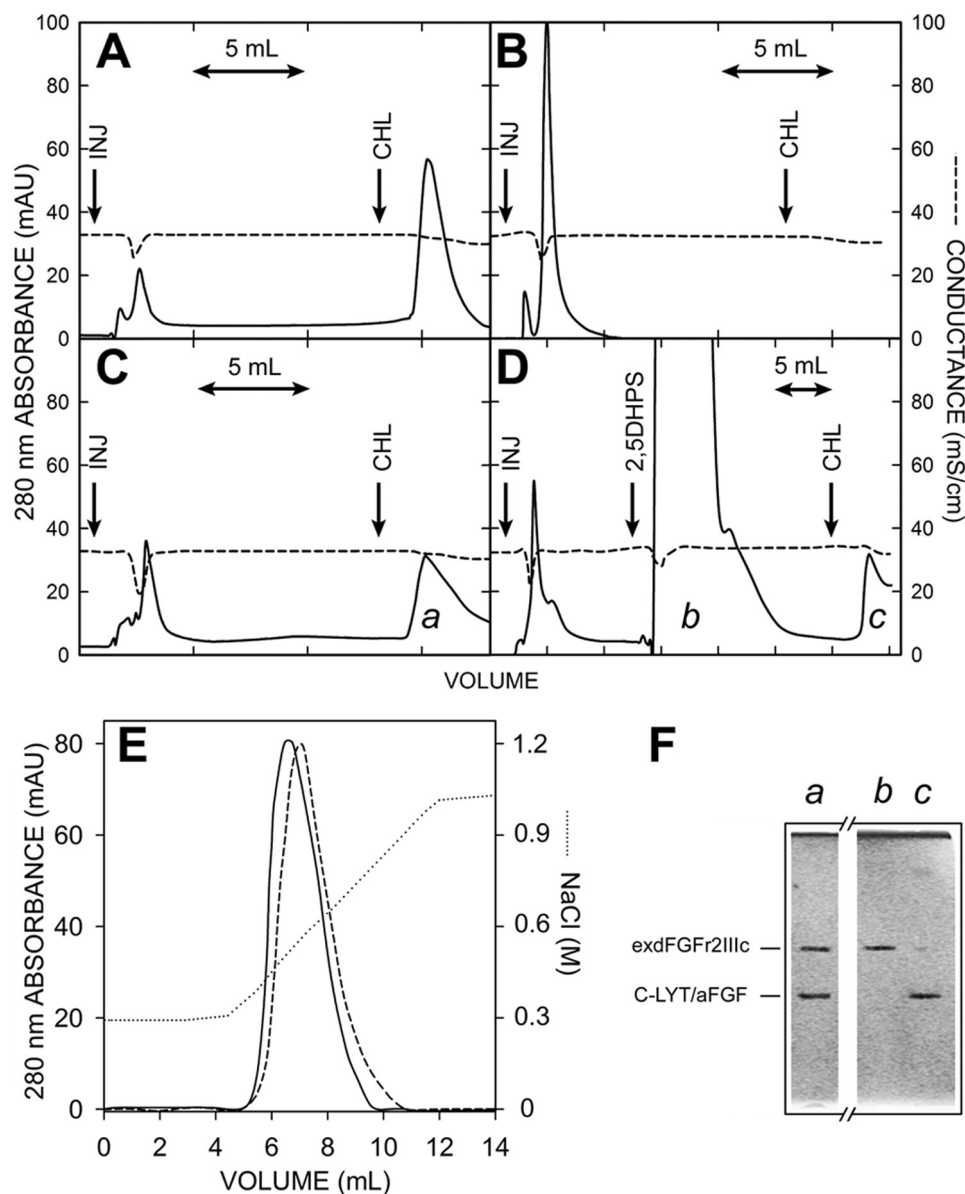 A
5 mL
INJ
CHL
B
5 mL
INJ
CHL
100
80
60
40
20
0
100
80
60
40
20
0
C
5 mL
INJ
CHL
a
D
5 mL
INJ
2,5DHPS
CHL
b
c
80
60
40
20
0
80
60
40
20
0
280 nm ABSORBANCE (mAU)
CONDUCTANCE (mS/cm)
VOLUME
E
80
60
40
20
0
280 nm ABSORBANCE (mAU)
1.2
0.9
0.6
0.3
0
NaCl (M)
0 2 4 6 8 10 12 14
VOLUME (mL)
F
a b c
exdFGFr2IIIc
C-LYT/aFGF